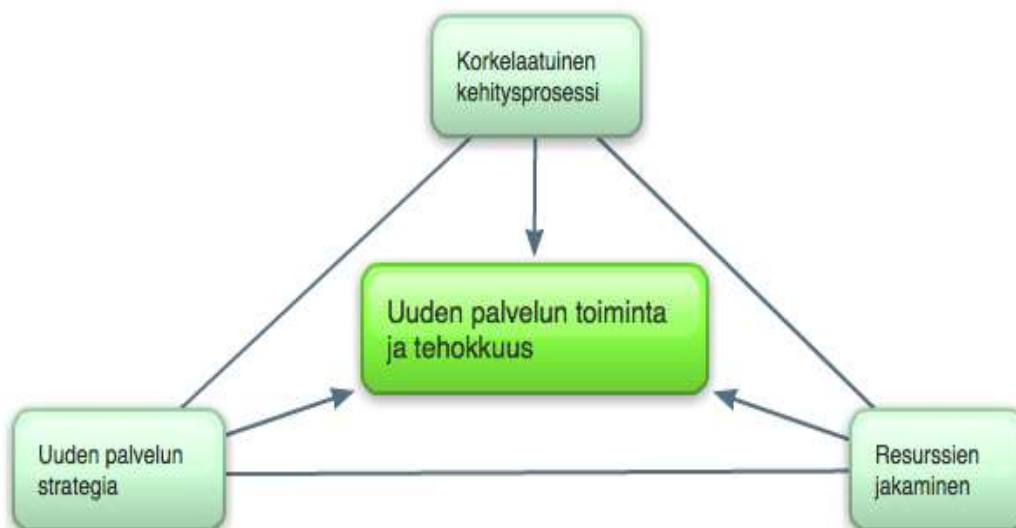 Korkelaatuinen
kehitysprosessi
Uuden palvelun toiminta
ja tehokkuus
Uuden palvelun
strategia
Resurssien
jakaminen